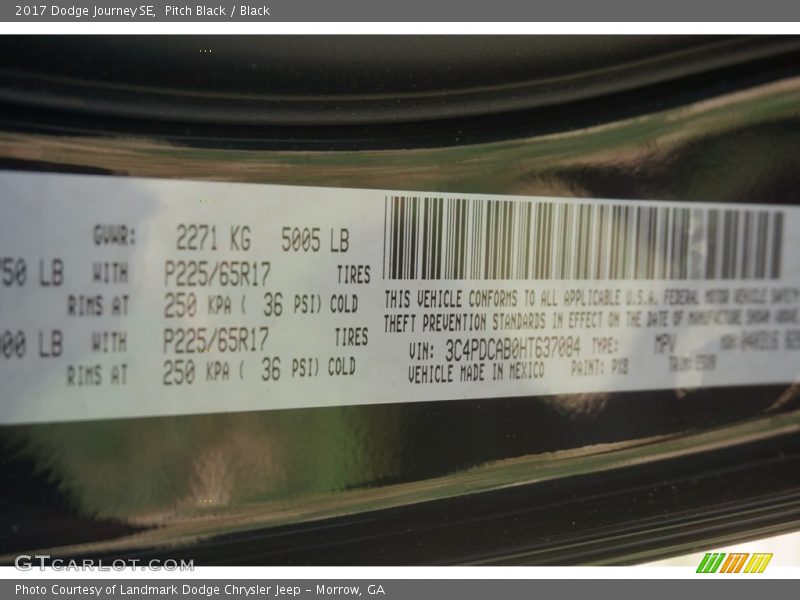 2017 Dodge Journey SE, Pitch Black / Black
GVWR: 2271 KG 5005 LB
750 LB WITH P225/65R17 TIRES
RIMS AT 250 KPA ( 36 PSI) COLD
00 LB WITH P225/65R17 TIRES
RIMS AT 250 KPA ( 36 PSI) COLD
THIS VEHICLE CONFORMS TO ALL APPLICABLE U.S.A. FEDERAL MOTOR VEHICLE SAFETY
THEFT PREVENTION STANDARDS IN EFFECT ON THE DATE OF MANUFACTURE SHOWN ABOVE.
VIN: 3C4PDCAB0HT637084 TYPE: MPV
VEHICLE MADE IN MEXICO PAINT: PX8 TRIM:
GTCARLOT.COM
Photo Courtesy of Landmark Dodge Chrysler Jeep – Morrow, GA